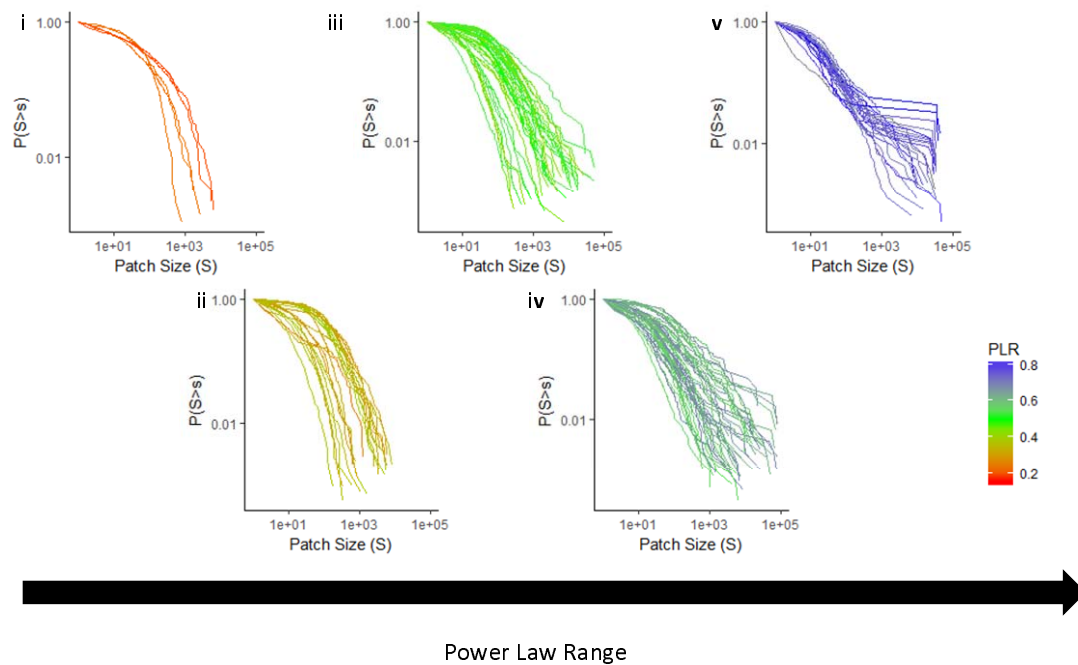 i
1.00
0.01
P(S>s)
1e+01 1e+03 1e+05
Patch Size (S)
iii
1.00
0.01
P(S>s)
1e+01 1e+03 1e+05
Patch Size (S)
v
1.00
0.01
P(S>s)
1e+01 1e+03 1e+05
Patch Size (S)
ii
1.00
0.01
P(S>s)
1e+01 1e+03 1e+05
Patch Size (S)
iv
1.00
0.01
P(S>s)
1e+01 1e+03 1e+05
Patch Size (S)
PLR
0.8
0.6
0.4
0.2
Power Law Range